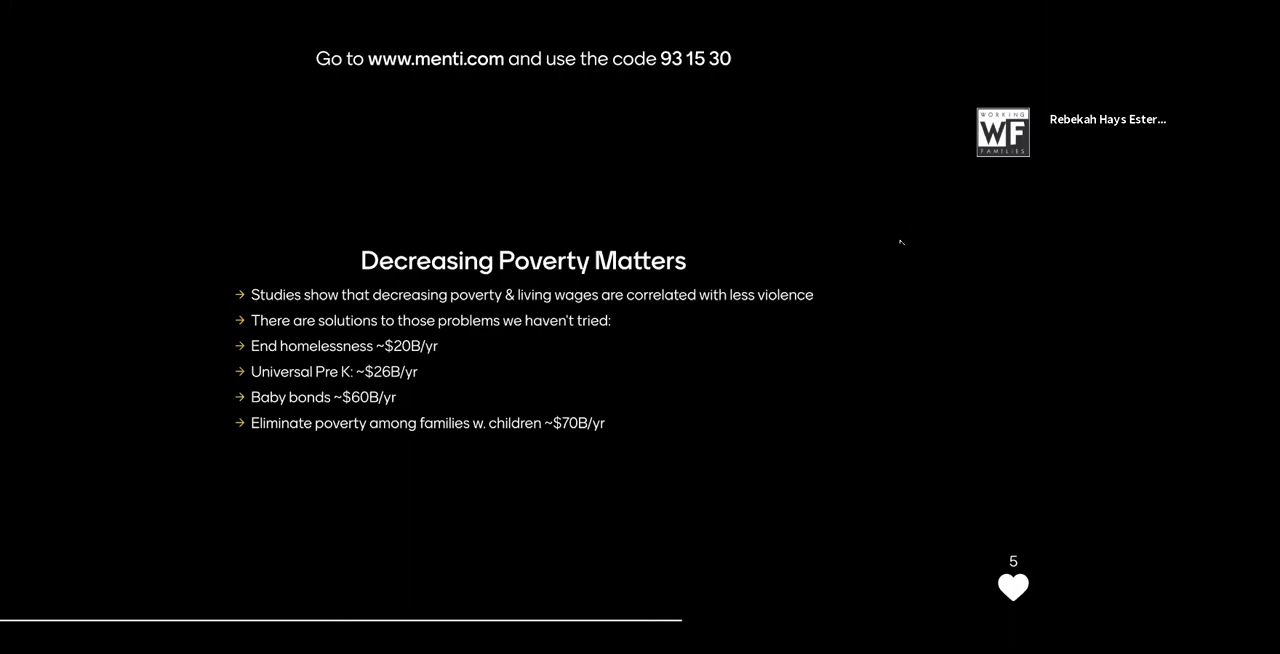 Go to www.menti.com and use the code 93 15 30
WORKING
WF
FAMILIES
Rebekah Hays Ester...
Decreasing Poverty Matters
→ Studies show that decreasing poverty & living wages are correlated with less violence
→ There are solutions to those problems we haven't tried:
→ End homelessness ~$20B/yr
→ Universal Pre K: ~$26B/yr
→ Baby bonds ~$60B/yr
→ Eliminate poverty among families w. children ~$70B/yr
5